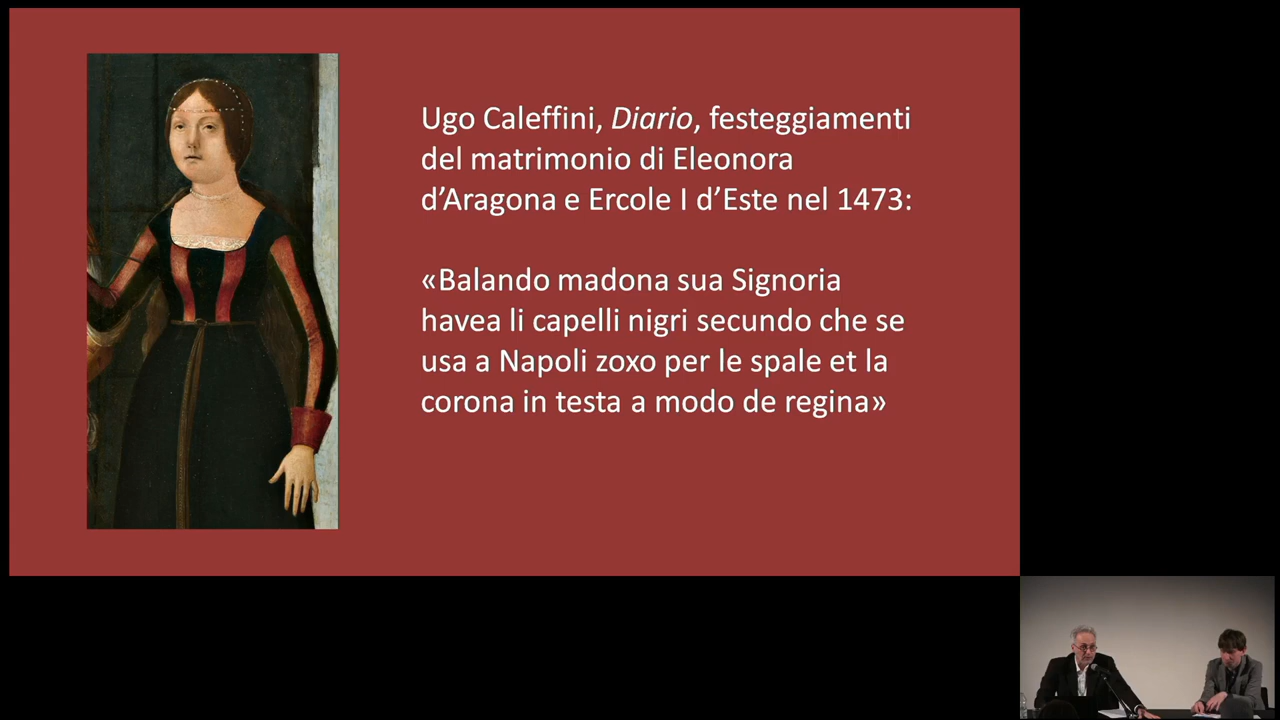 Ugo Caleffini, Diario, festeggiamenti
del matrimonio di Eleonora
d’Aragona e Ercole I d’Este nel 1473:
«Balando madona sua Signoria
havea li capelli nigri secundo che se
usa a Napoli zoxo per le spale et la
corona in testa a modo de regina»